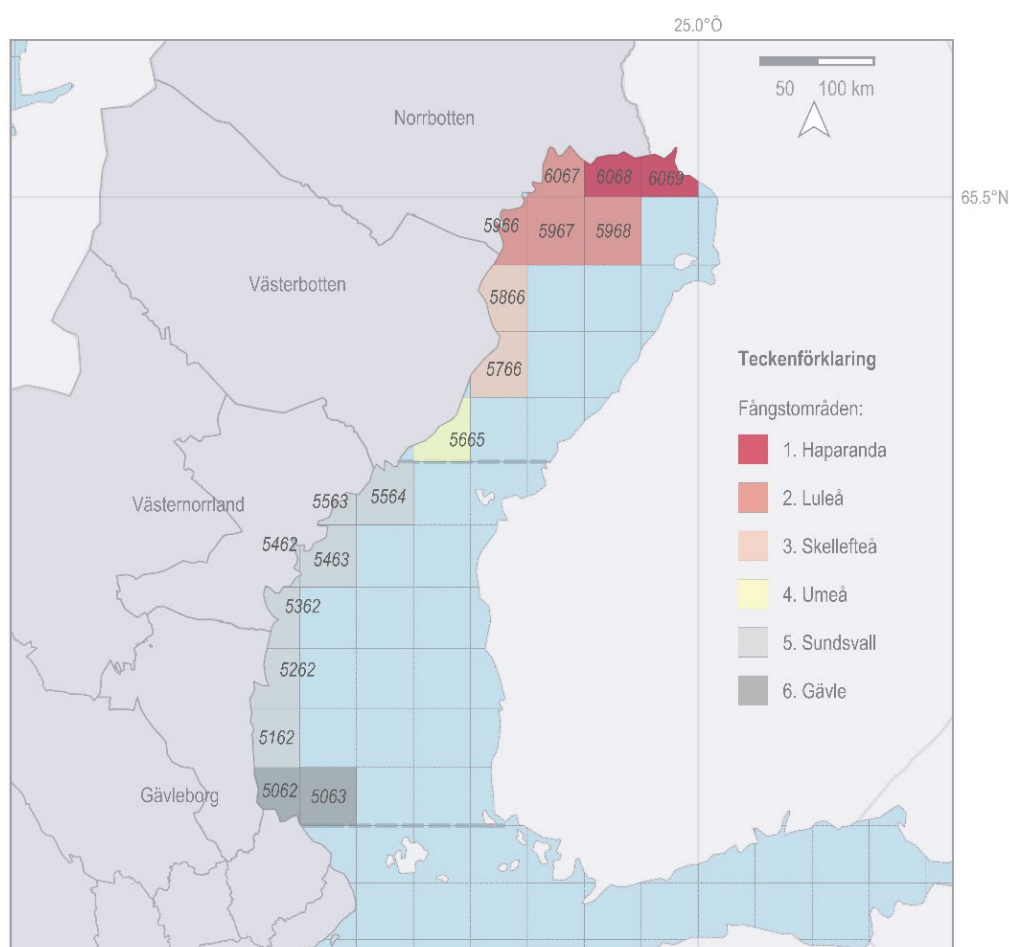 25.0°Ö
50 100 km
Norrbotten
6067 6068 6069
65.5°N
5966 5967 5968
Västerbotten
5866
5766
Teckenförklaring
Fångstområden:
1. Haparanda
2. Luleå
3. Skellefteå
4. Umeå
5. Sundsvall
6. Gävle
5665
Västernorrland
5563 5564
5462 5463
5362
5262
5162
Gävleborg
5062 5063